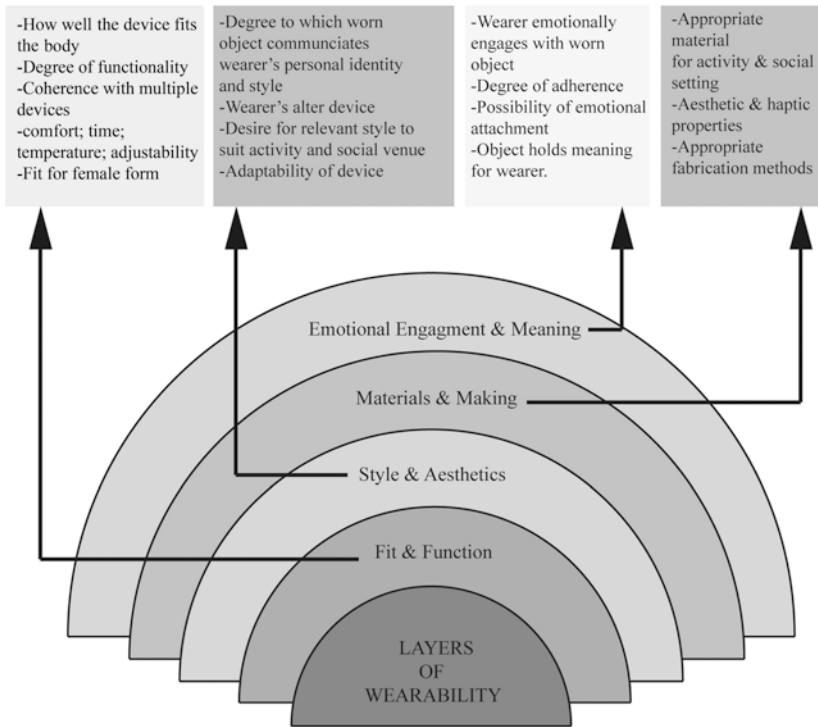 -How well the device fits
the body
-Degree of functionality
-Coherence with multiple
devices
-comfort; time;
temperature; adjustability
-Fit for female form
-Degree to which worn
object communciates
wearer's personal identity
and style
-Wearer's alter device
-Desire for relevant style to
suit activity and social venue
-Adaptability of device
-Wearer emotionally
engages with worn
object
-Degree of adherence
-Possibility of emotional
attachment
-Object holds meaning
for wearer.
-Appropriate
material
for activity & social
setting
-Aesthetic & haptic
properties
-Appropriate
fabrication methods
Emotional Engagment & Meaning
Materials & Making
Style & Aesthetics
Fit & Function
LAYERS
OF
WEARABILITY